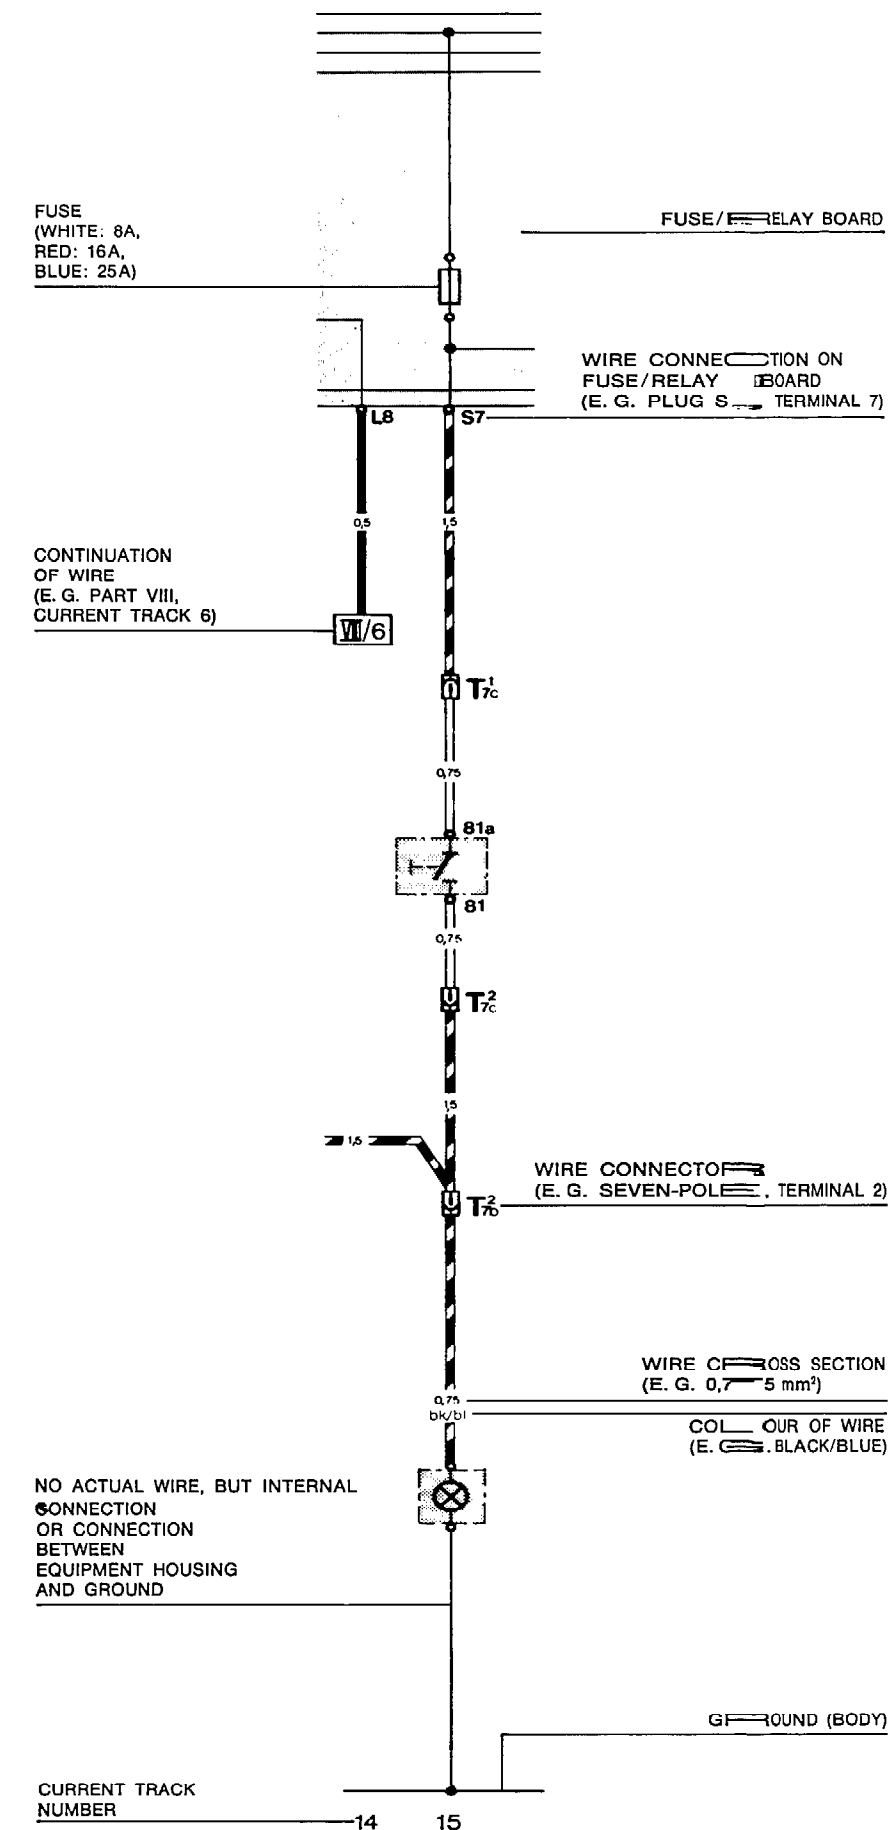 FUSE
(WHITE: 8A,
RED: 16A,
BLUE: 25A)
FUSE/RELAY BOARD
WIRE CONNECTION ON
FUSE/RELAY BOARD
(E. G. PLUG S TERMINAL 7)
L8
S7
0,5
1,5
CONTINUATION
OF WIRE
(E. G. PART VIII,
CURRENT TRACK 6)
/6
T7c1
0,75
81a
81
0,75
T7c2
1,5
1,5
WIRE CONNECTORS
(E. G. SEVEN-POLE, TERMINAL 2)
T7b2
WIRE CROSS SECTION
(E. G. 0,75 mm²)
0,75
bk/bl
COLOUR OF WIRE
(E. G. BLACK/BLUE)
NO ACTUAL WIRE, BUT INTERNAL
CONNECTION
OR CONNECTION
BETWEEN
EQUIPMENT HOUSING
AND GROUND
GROUND (BODY)
CURRENT TRACK
NUMBER
14
15